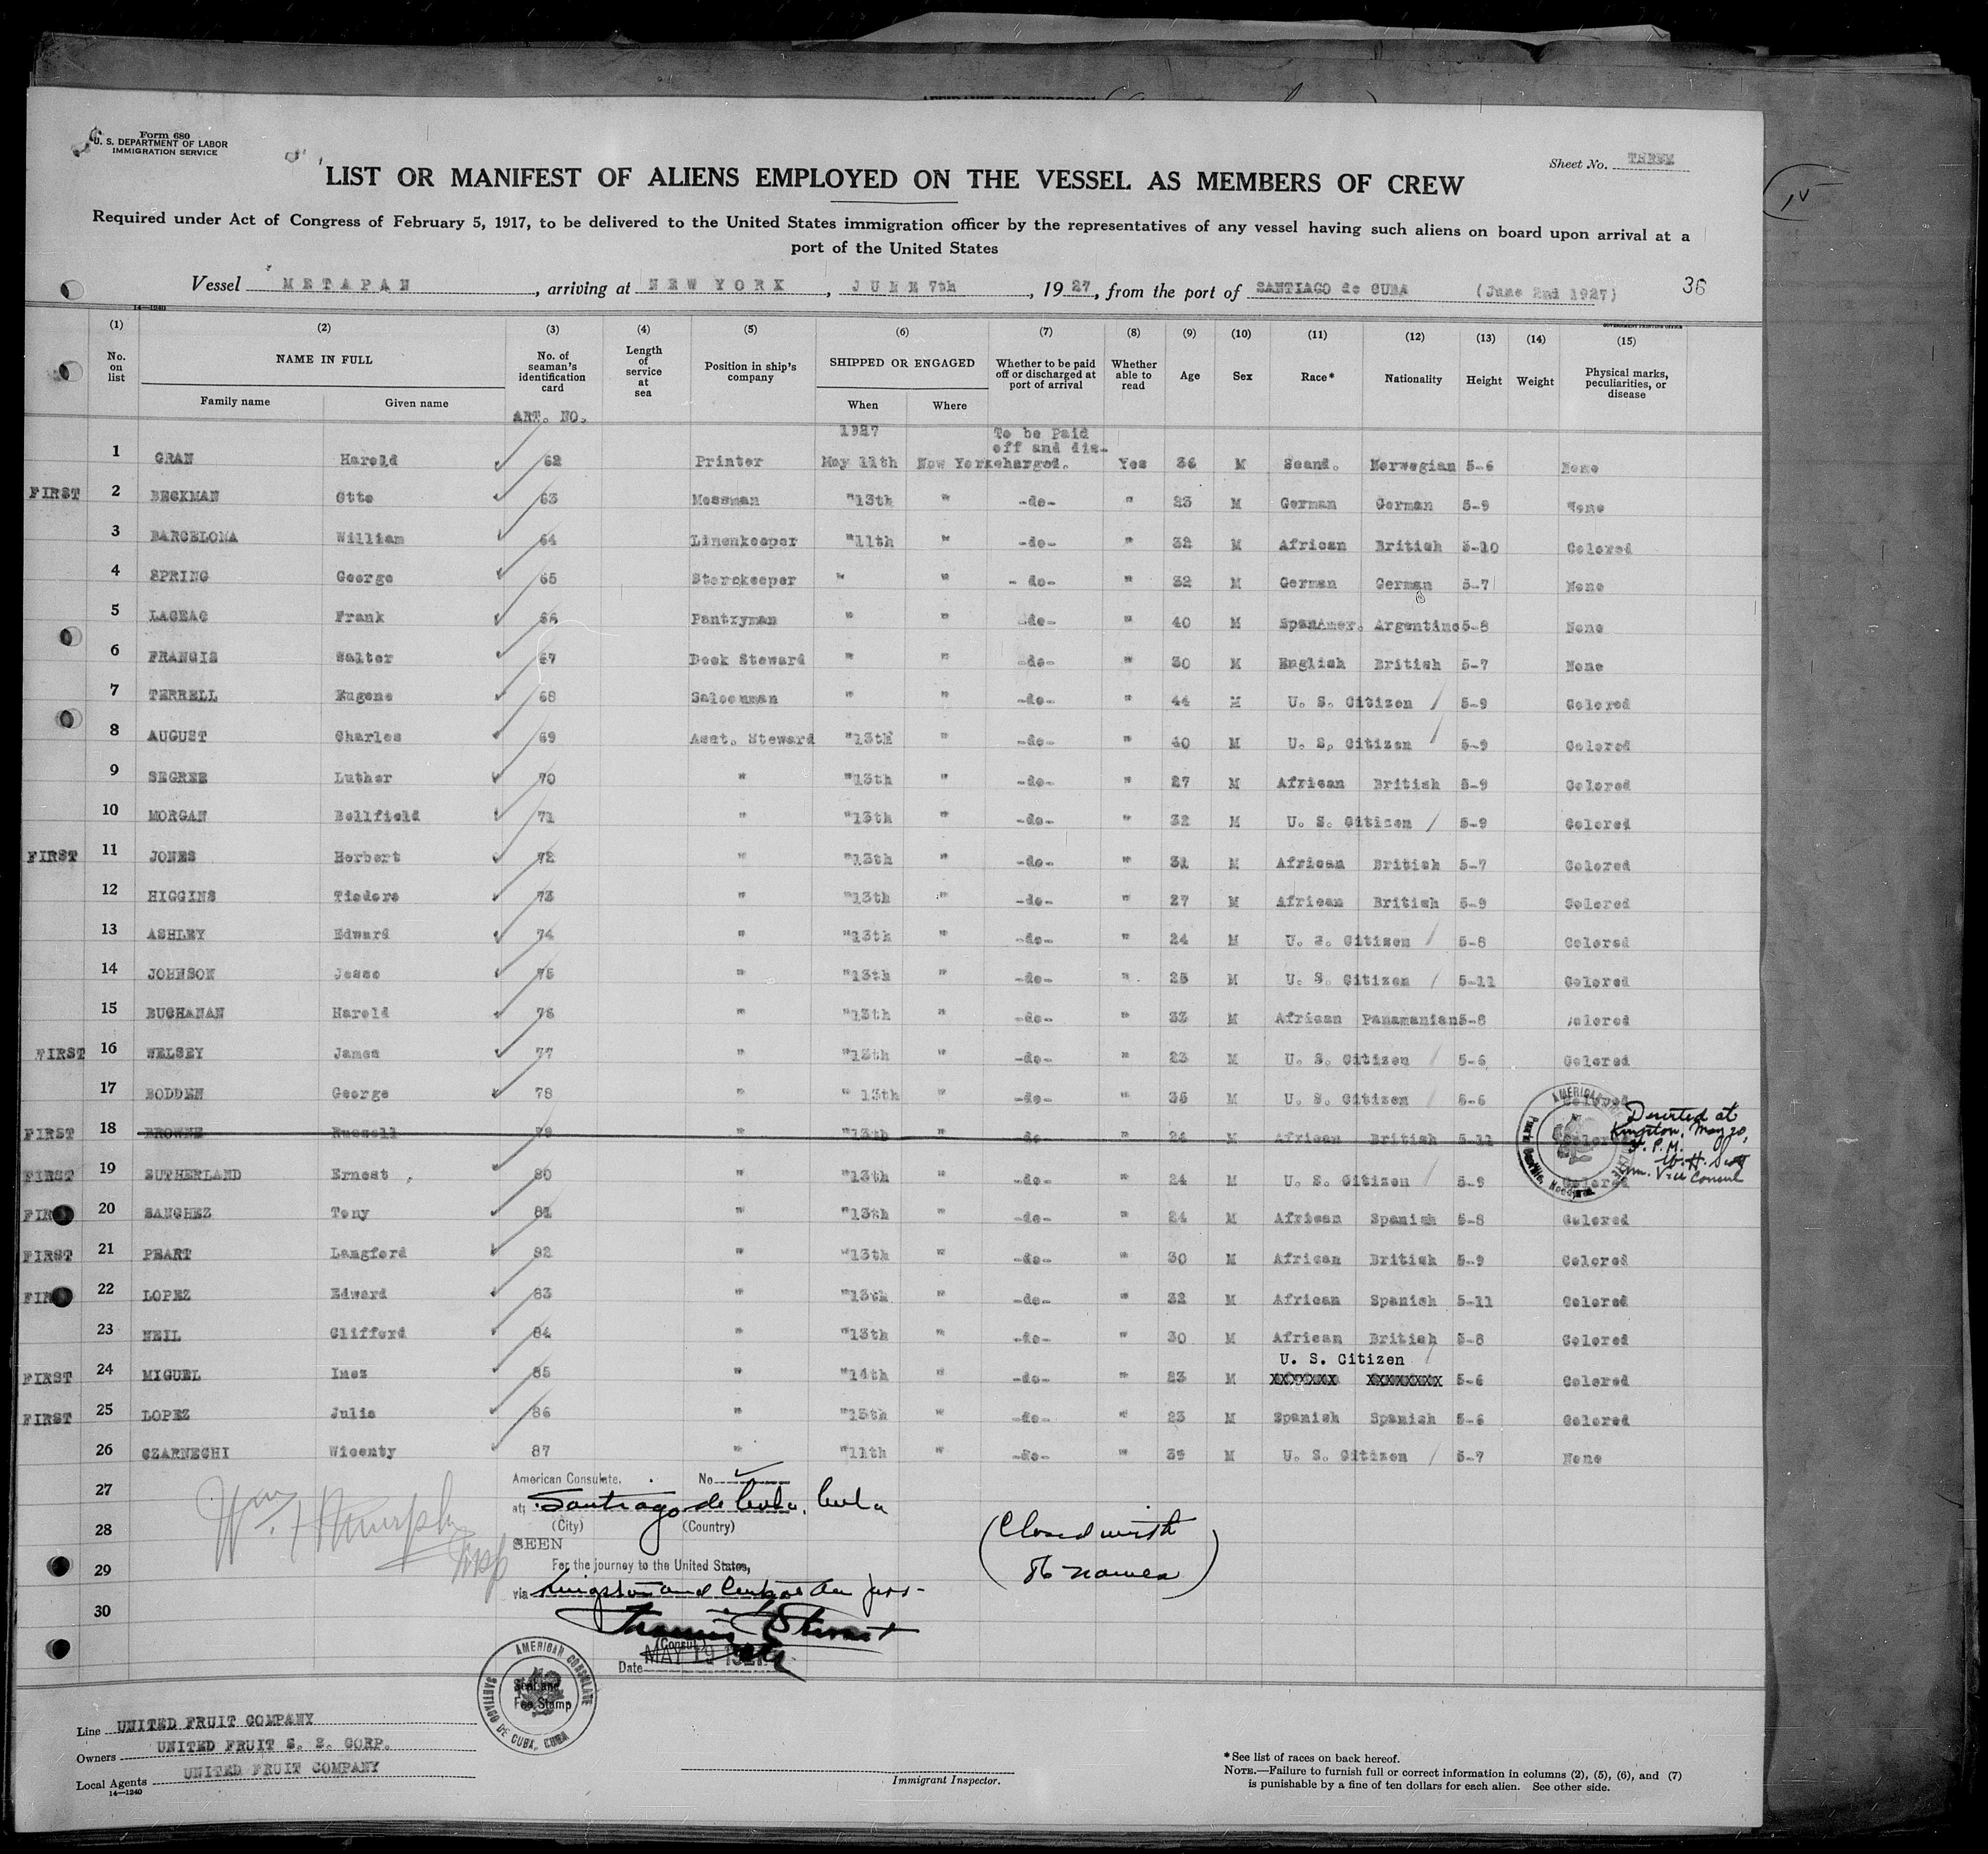 Form 680
U. S. DEPARTMENT OF LABOR
IMMIGRATION SERVICE
Sheet No. THREE
LIST OR MANIFEST OF ALIENS EMPLOYED ON THE VESSEL AS MEMBERS OF CREW
Required under Act of Congress of February 5, 1917, to be delivered to the United States immigration officer by the representatives of any vessel having such aliens on board upon arrival at a
port of the United States
Vessel METAPAN, arriving at NEW YORK, JUNE 7th, 1927, from the port of SANTIAGO de CUBA (June 2nd 1927) 36
14—1240
GOVERNMENT PRINTING OFFICE
(1) (2) (3) (4) (5) (6) (7) (8) (9) (10) (11) (12) (13) (14) (15)
No. on list NAME IN FULL Family name Given name No. of seaman's identification card Length of service at sea Position in ship's company SHIPPED OR ENGAGED When Where Whether to be paid off or discharged at port of arrival Whether able to read Age Sex Race* Nationality Height Weight Physical marks, peculiarities, or disease
ART. NO. 1927 To be Paid off and dis-
1 GRAN Harold 62 Printer May 11th New York charged. Yes 36 M Scand. Norwegian 5-6 None
FIRST 2 BECKMAN Otto 63 Messman "13th " -do- " 23 M German German 5-9 None
3 BARCELONA William 64 Linenkeeper "11th " -do- " 32 M African British 5-10 Colored
4 SPRING George 65 Storekeeper " " - do- " 32 M German German 5-7 None
5 LAGEAC Frank 66 Pantryman " " -do- " 40 M SpanAmer. Argentine 5-8 None
6 FRANCIS Walter 67 Deck Steward " " -do- " 30 M English British 5-7 None
7 TERRELL Eugene 68 Saloonman " " -do- " 44 M U. S. Citizen 5-9 Colored
8 AUGUST Charles 69 Asst. Steward "13th " -do- " 40 M U. S. Citizen 5-9 Colored
9 SEGREE Luther 70 " "13th " -do- " 27 M African British 5-9 Colored
10 MORGAN Bellfield 71 " "13th " -do- " 32 M U. S. Citizen 5-9 Colored
FIRST 11 JONES Herbert 72 " "13th " -do- " 31 M African British 5-7 Colored
12 HIGGINS Tiedore 73 " "13th " -do- " 27 M African British 5-9 Colored
13 ASHLEY Edward 74 " "13th " -do- " 24 M U. S. Citizen 5-8 Colored
14 JOHNSON Jesse 75 " "13th " -do- " 25 M U. S. Citizen 5-11 Colored
15 BUCHANAN Harold 76 " "13th " -do- " 33 M African Panamanian 5-8 Colored
FIRST 16 WELSEY James 77 " "13th " -do- " 23 M U. S. Citizen 5-6 Colored
17 BODDEN George 78 " " 13th " -do- " 35 M U. S. Citizen 5-6
FIRST 18 BROWNE Russell 79 " "13th " -do- " 24 M African British 5-11 Colored
Deserted at
Kingston, May 20,
P.M.
W. H. Scott
Am. Vice Consul
FIRST 19 SUTHERLAND Ernest 80 " "13th " -do- " 24 M U. S. Citizen 5-9 Colored
FIRST 20 SANCHEZ Tony 81 " "13th " -do- " 24 M African Spanish 5-8 Colored
FIRST 21 PEART Langford 82 " "13th " -do- " 30 M African British 5-9 Colored
FIRST 22 LOPEZ Edward 83 " "13th " -do- " 32 M African Spanish 5-11 Colored
23 NEIL Clifford 84 " "13th " -do- " 30 M African British 5-8 Colored
U. S. Citizen
FIRST 24 MIGUEL Inez 85 " "14th " -do- " 23 M XXXXXXX XXXXXXXX 5-6 Colored
FIRST 25 LOPEZ Julio 86 " "13th " -do- " 23 M Spanish Spanish 5-6 Colored
26 CZARNECHI Wicenty 87 " "11th " -do- " 39 M U. S. Citizen 5-7 None
27
28
29
30
Wm. Murphy
Insp
American Consulate, No
at Santiago de Cuba, Cuba
(City) (Country)
SEEN
For the journey to the United States,
via Kingston and Central Am
(Consul)
Date MAY 19 1927
(Closed with
86 names)
AMERICAN CONSULATE
SANTIAGO DE CUBA, CUBA
Seal and
Fee Stamp
Line UNITED FRUIT COMPANY
Owners UNITED FRUIT S. S. CORP.
Local Agents UNITED FRUIT COMPANY
14—1240
Immigrant Inspector.
*See list of races on back hereof.
NOTE.—Failure to furnish full or correct information in columns (2), (5), (6), and (7)
is punishable by a fine of ten dollars for each alien. See other side.